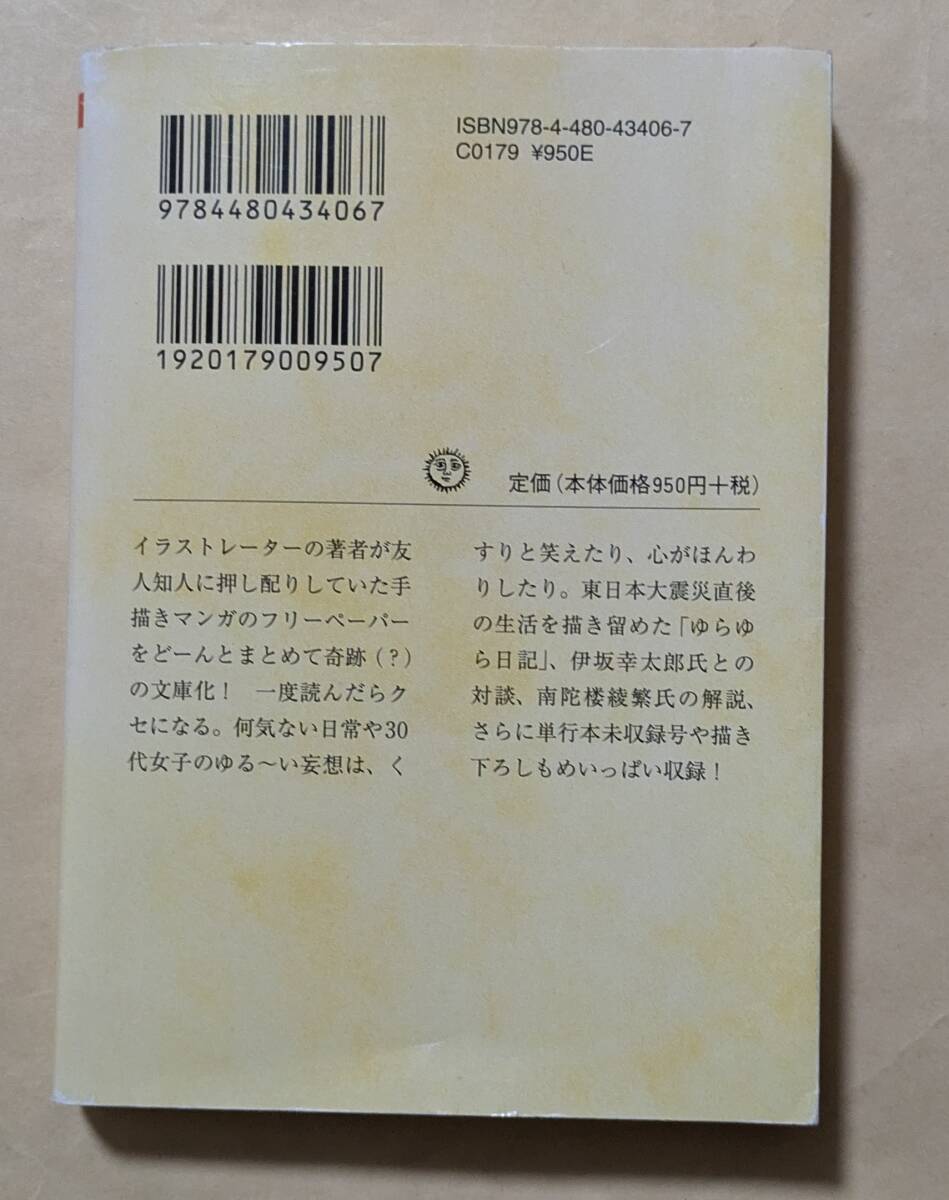 ISBN978-4-480-43406-7
C0179 ¥950E
9784480434067
1920179009507
定価(本体価格950円+税)
イラストレーターの著者が友
人知人に押し配りしていた手
描きマンガのフリーペーパー
をどーんとまとめて奇跡(?)
の文庫化! 一度読んだらク
セになる。何気ない日常や30
代女子のゆる〜い妄想は、く
すりと笑えたり、心がほんわ
りしたり。東日本大震災直後
の生活を描き留めた「ゆらゆ
ら日記」、伊坂幸太郎氏との
対談、南陀楼綾繁氏の解説、
さらに単行本未収録号や描き
下ろしもめいっぱい収録!